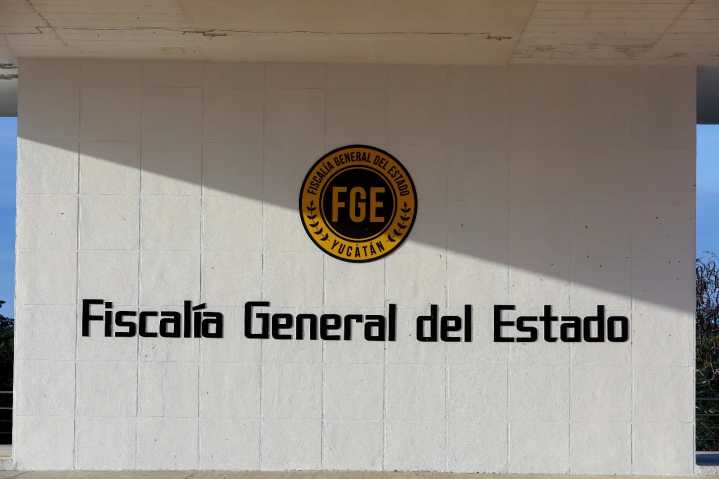 FISCALÍA GENERAL DEL ESTADO
FGE
YUCATÁN
Fiscalía General del Estado